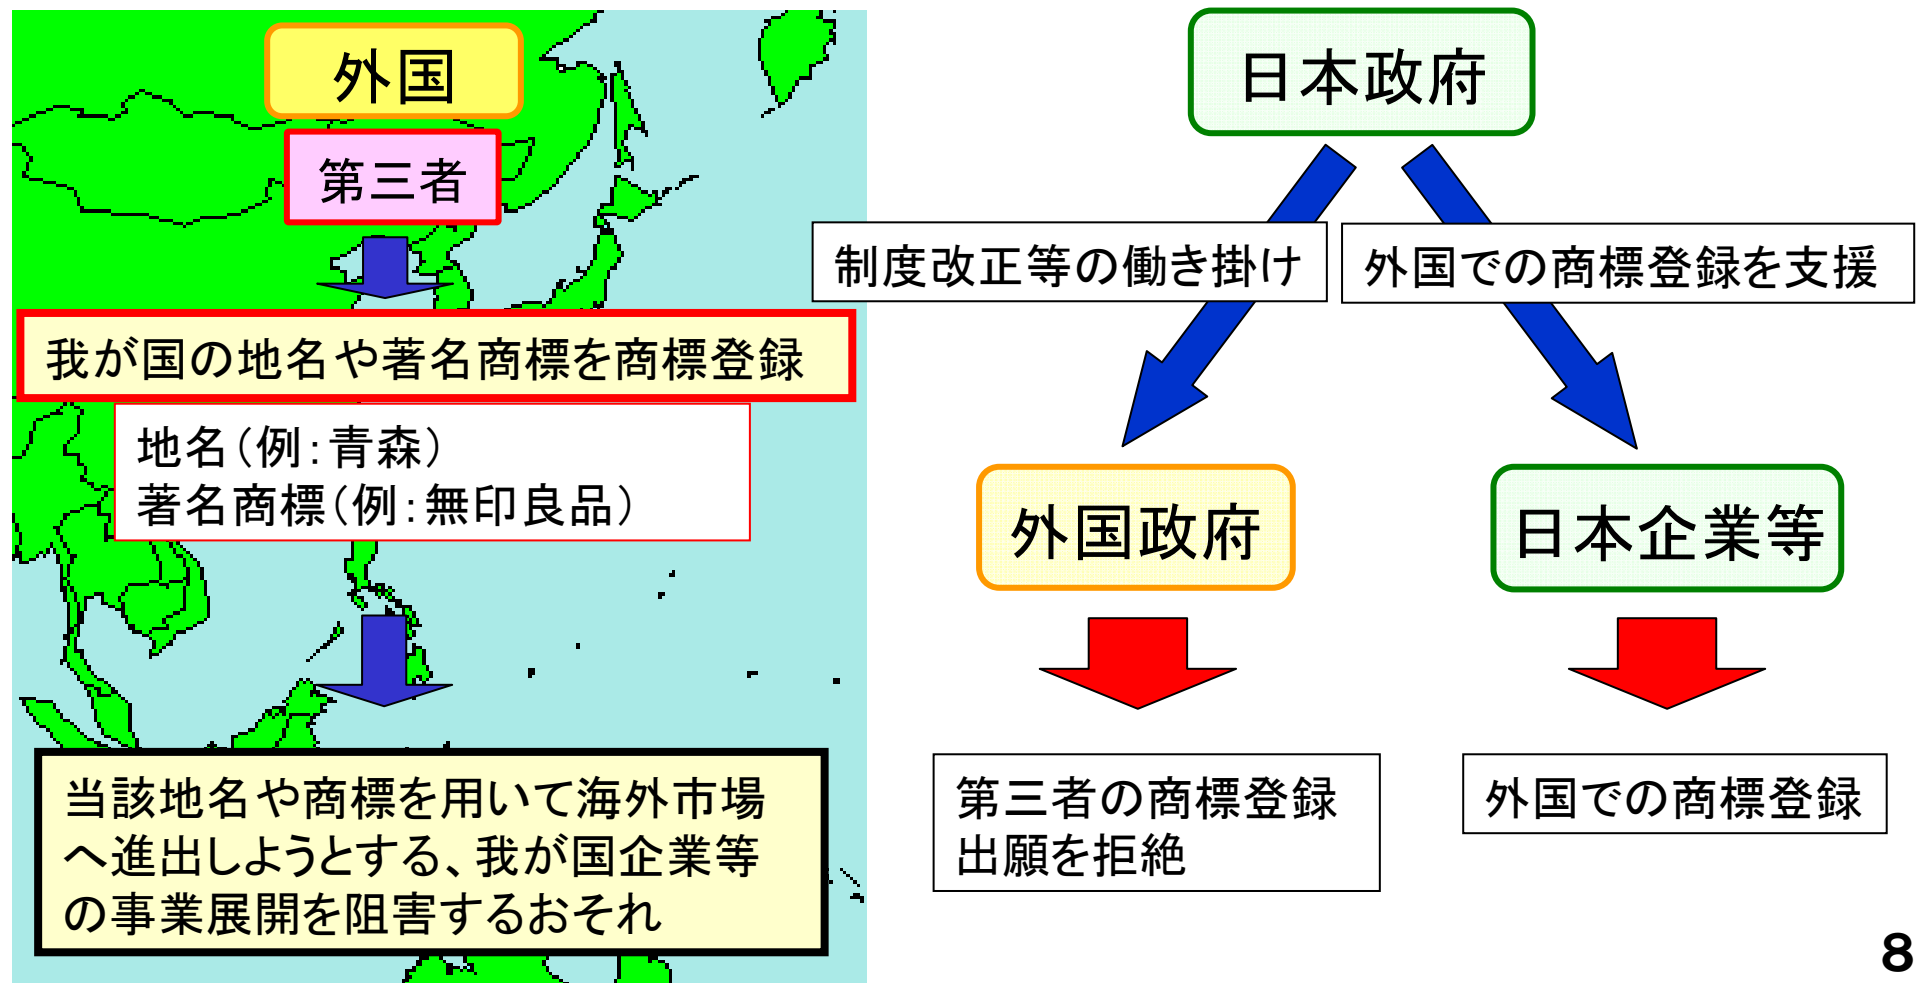 外国
第三者
我が国の地名や著名商標を商標登録
地名(例:青森)
著名商標(例:無印良品)
当該地名や商標を用いて海外市場
へ進出しようとする、我が国企業等
の事業展開を阻害するおそれ
日本政府
制度改正等の働き掛け
外国での商標登録を支援
外国政府
日本企業等
第三者の商標登録
出願を拒絶
外国での商標登録
8